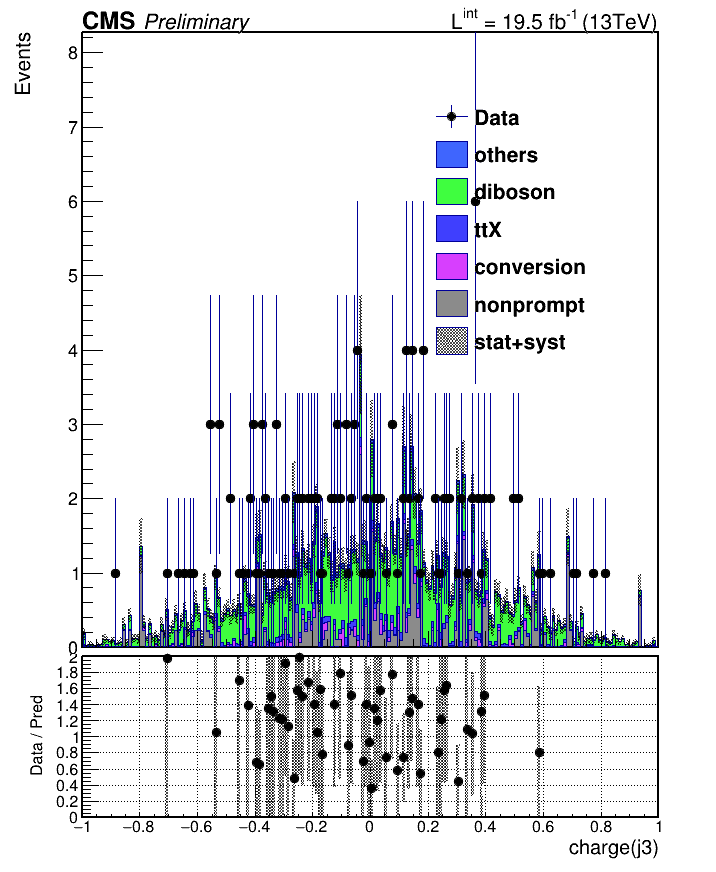 CMS Preliminary L^int = 19.5 fb^-1 (13TeV)
Events
8
7
6
5
4
3
2
1
0
Data
others
diboson
ttX
conversion
nonprompt
stat+syst
Data / Pred
2
1.8
1.6
1.4
1.2
1
0.8
0.6
0.4
0.2
0
−1 −0.8 −0.6 −0.4 −0.2 0 0.2 0.4 0.6 0.8 1
charge(j3)